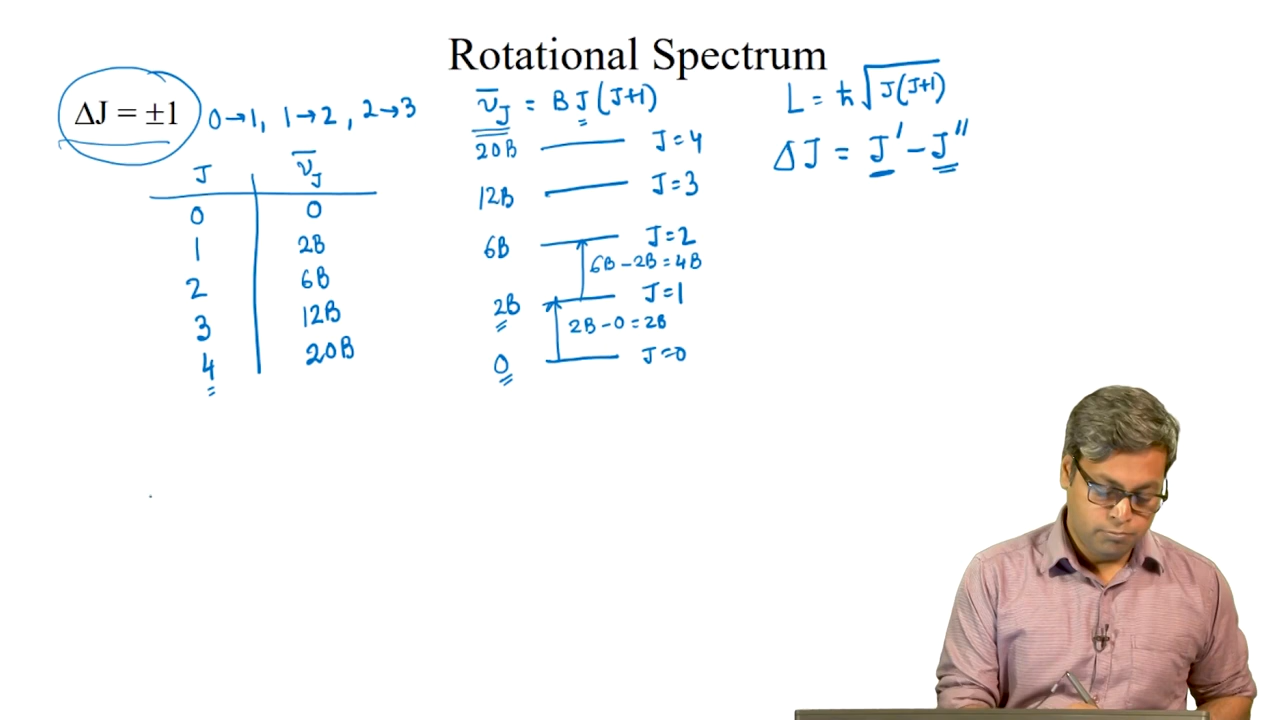 Rotational Spectrum
ΔJ = ±1
0→1, 1→2, 2→3
J | ν̅_J
0 | 0
1 | 2B
2 | 6B
3 | 12B
4 | 20B
ν̅_J = B J (J+1)
20B J=4
12B J=3
6B J=2
6B - 2B = 4B
2B J=1
2B - 0 = 2B
0 J=0
L = ħ√J(J+1)
ΔJ = J' - J''